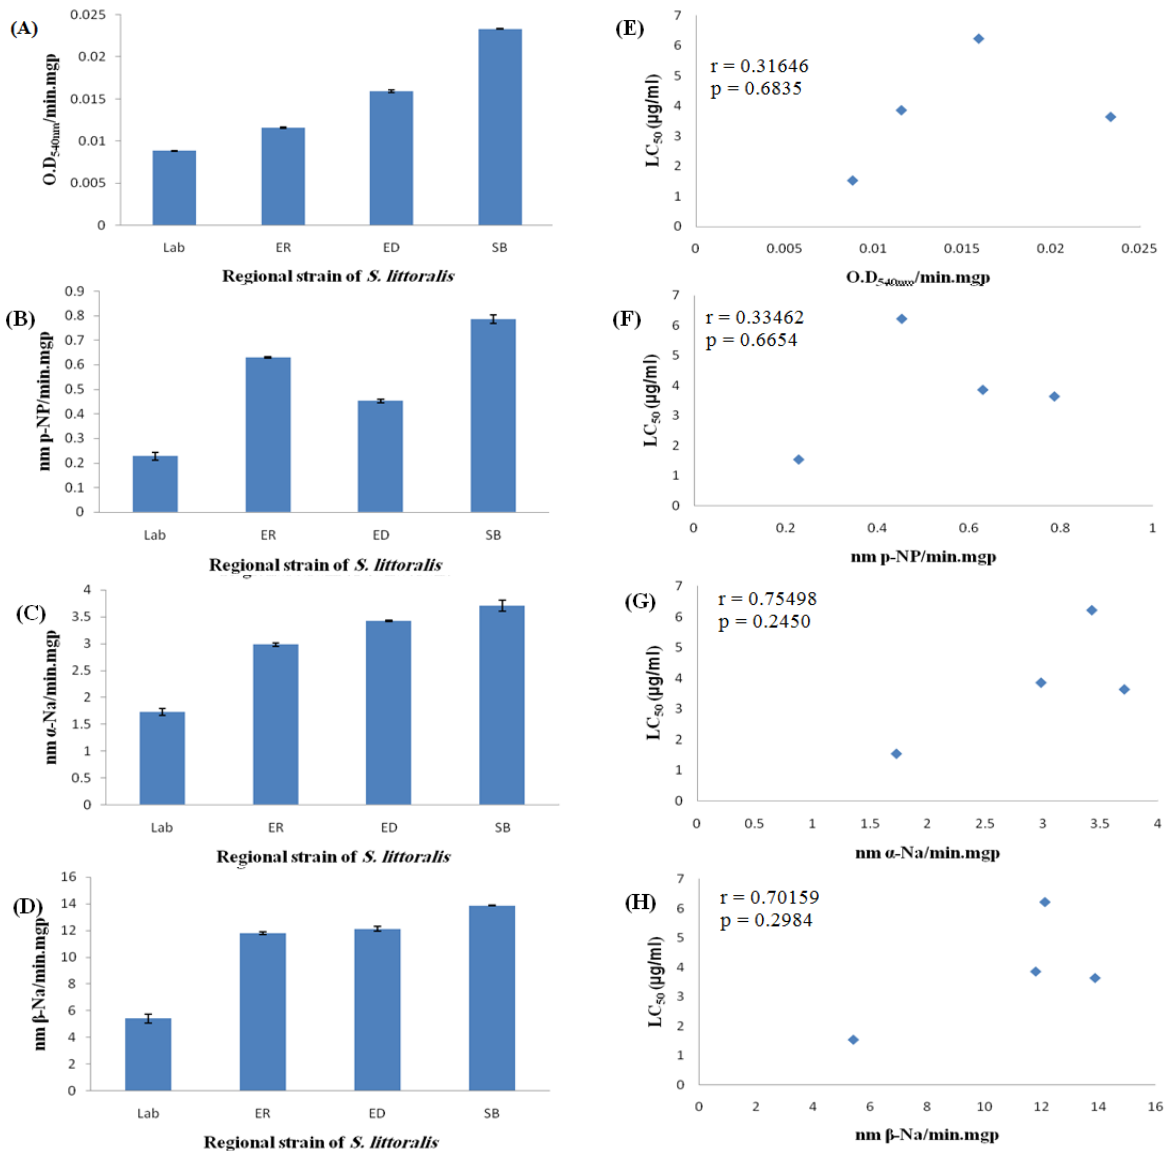 (A)
0.025
0.02
0.015
0.01
0.005
0
O.D540nm/min.mgp
Lab ER ED SB
Regional strain of S. littoralis
(E)
7
6
5
4
3
2
1
0
LC50 (µg/ml)
r = 0.31646
p = 0.6835
0 0.005 0.01 0.015 0.02 0.025
O.D540nm/min.mgp
(B)
0.9
0.8
0.7
0.6
0.5
0.4
0.3
0.2
0.1
0
nm p-NP/min.mgp
Lab ER ED SB
Regional strain of S. littoralis
(F)
7
6
5
4
3
2
1
0
LC50 (µg/ml)
r = 0.33462
p = 0.6654
0 0.2 0.4 0.6 0.8 1
nm p-NP/min.mgp
(C)
4
3.5
3
2.5
2
1.5
1
0.5
0
nm α-Na/min.mgp
Lab ER ED SB
Regional strain of S. littoralis
(G)
7
6
5
4
3
2
1
0
LC50 (µg/ml)
r = 0.75498
p = 0.2450
0 0.5 1 1.5 2 2.5 3 3.5 4
nm α-Na/min.mgp
(D)
16
14
12
10
8
6
4
2
0
nm β-Na/min.mgp
Lab ER ED SB
Regional strain of S. littoralis
(H)
7
6
5
4
3
2
1
0
LC50 (µg/ml)
r = 0.70159
p = 0.2984
0 2 4 6 8 10 12 14 16
nm β-Na/min.mgp